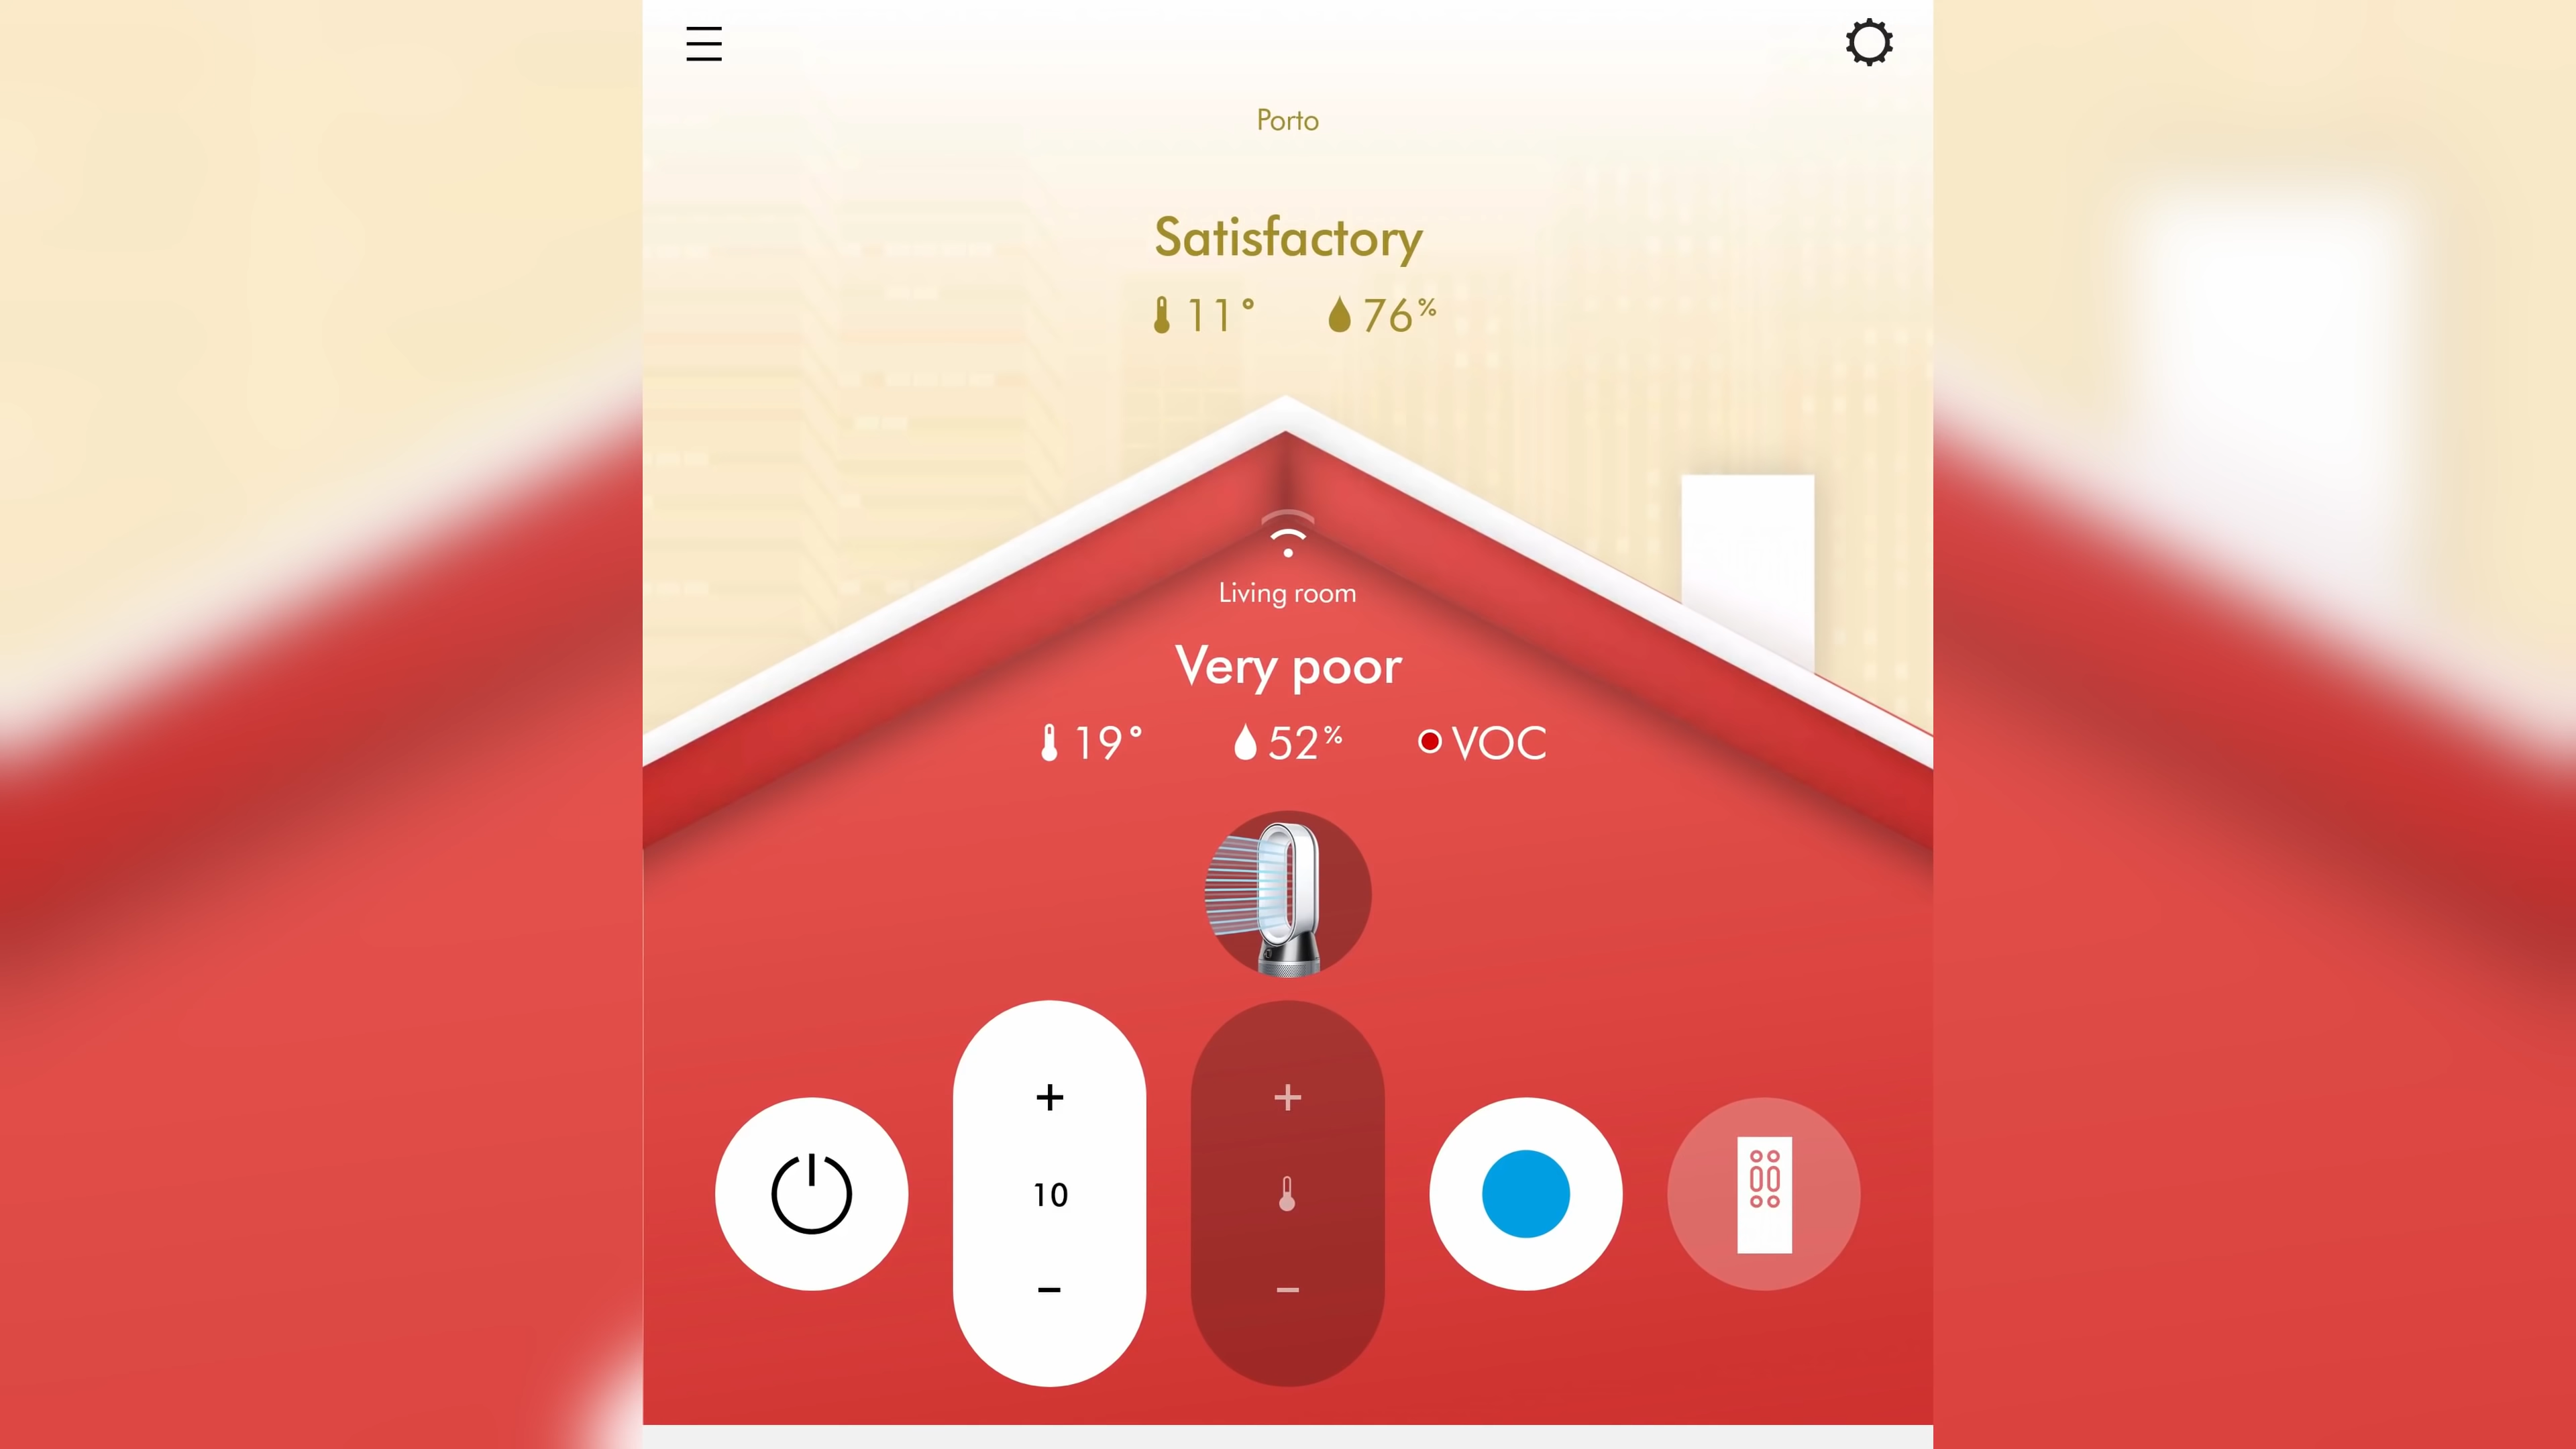 Porto
Satisfactory
11° 76%
Living room
Very poor
19° 52% VOC
+ +
10
− −